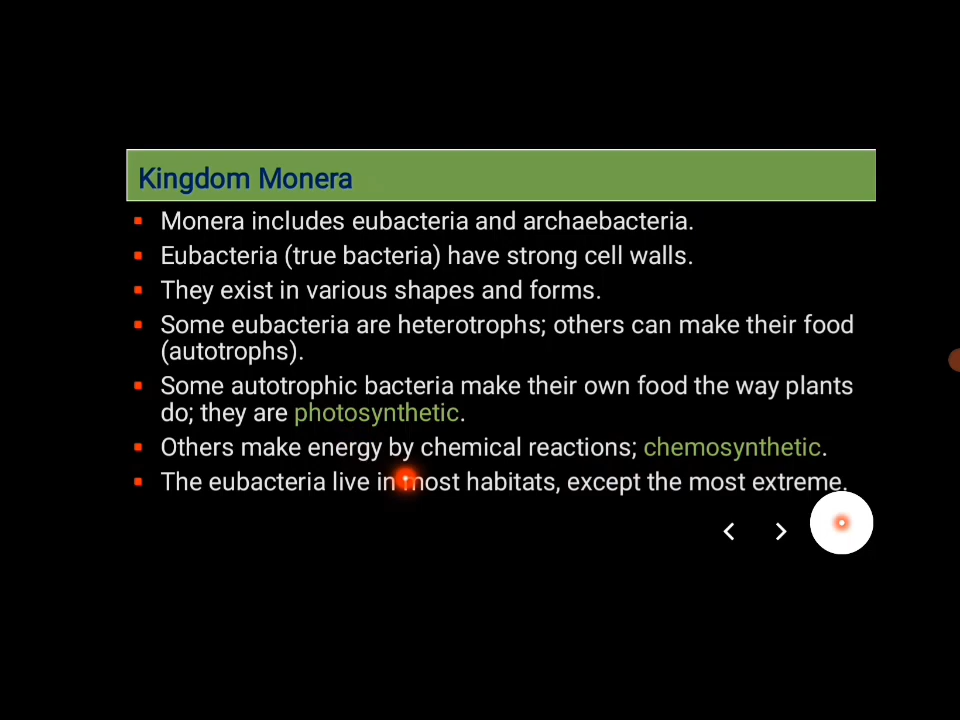 Kingdom Monera
Monera includes eubacteria and archaebacteria.
Eubacteria (true bacteria) have strong cell walls.
They exist in various shapes and forms.
Some eubacteria are heterotrophs; others can make their food
(autotrophs).
Some autotrophic bacteria make their own food the way plants
do; they are photosynthetic.
Others make energy by chemical reactions; chemosynthetic.
The eubacteria live in most habitats, except the most extreme.